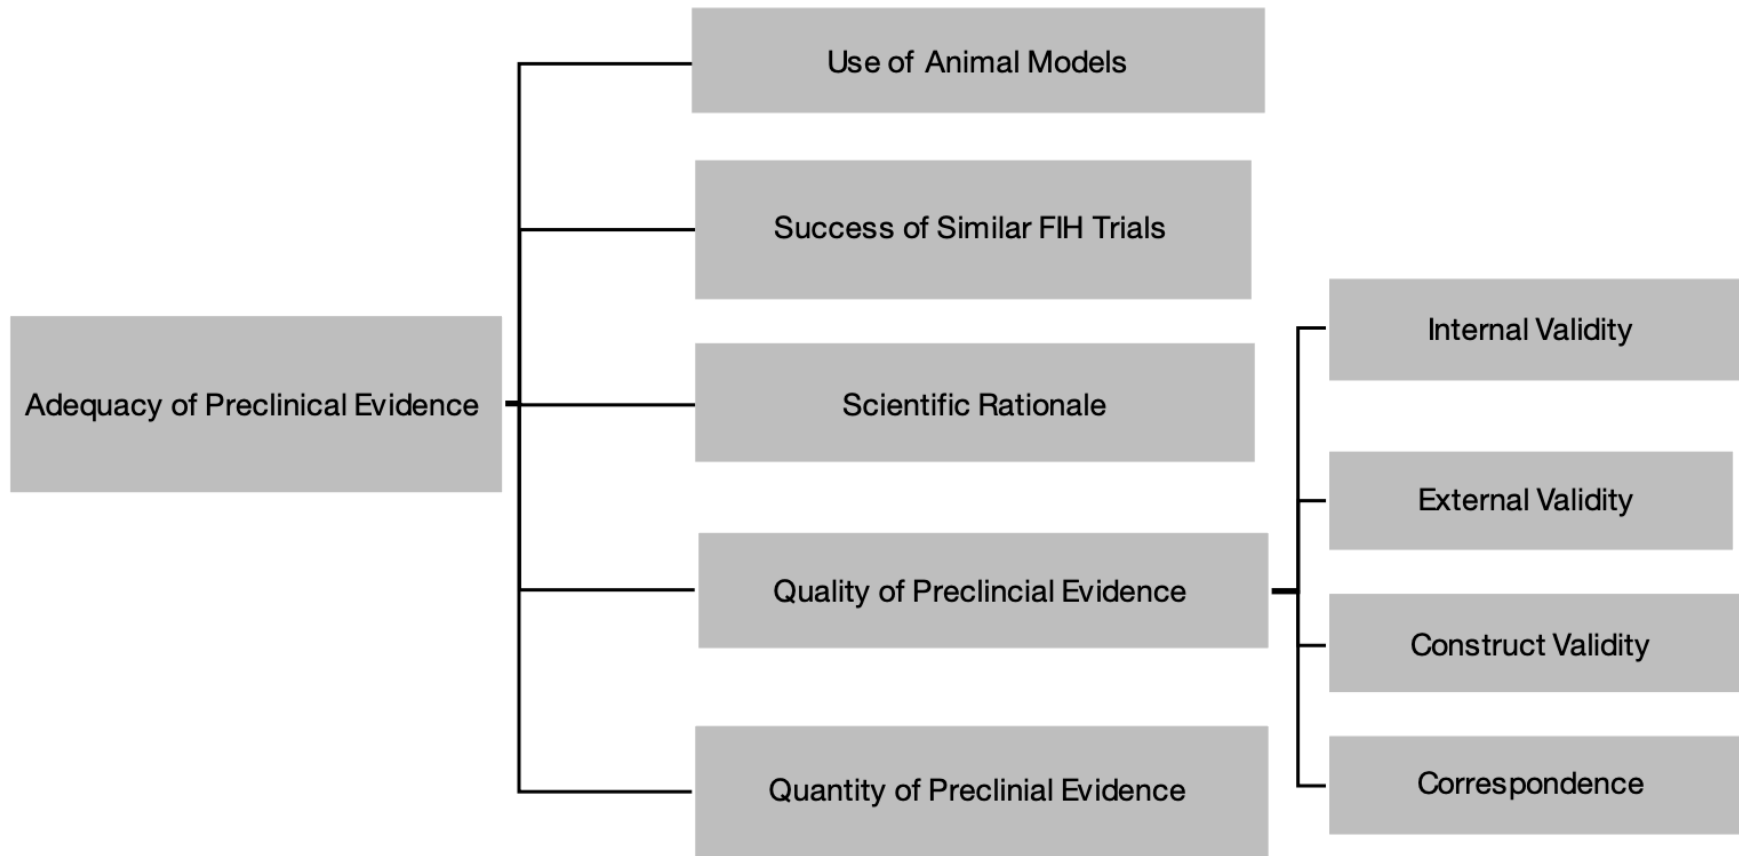 Use of Animal Models
Success of Similar FIH Trials
Internal Validity
Adequacy of Preclinical Evidence
Scientific Rationale
External Validity
Quality of Preclincial Evidence
Construct Validity
Quantity of Preclinial Evidence
Correspondence